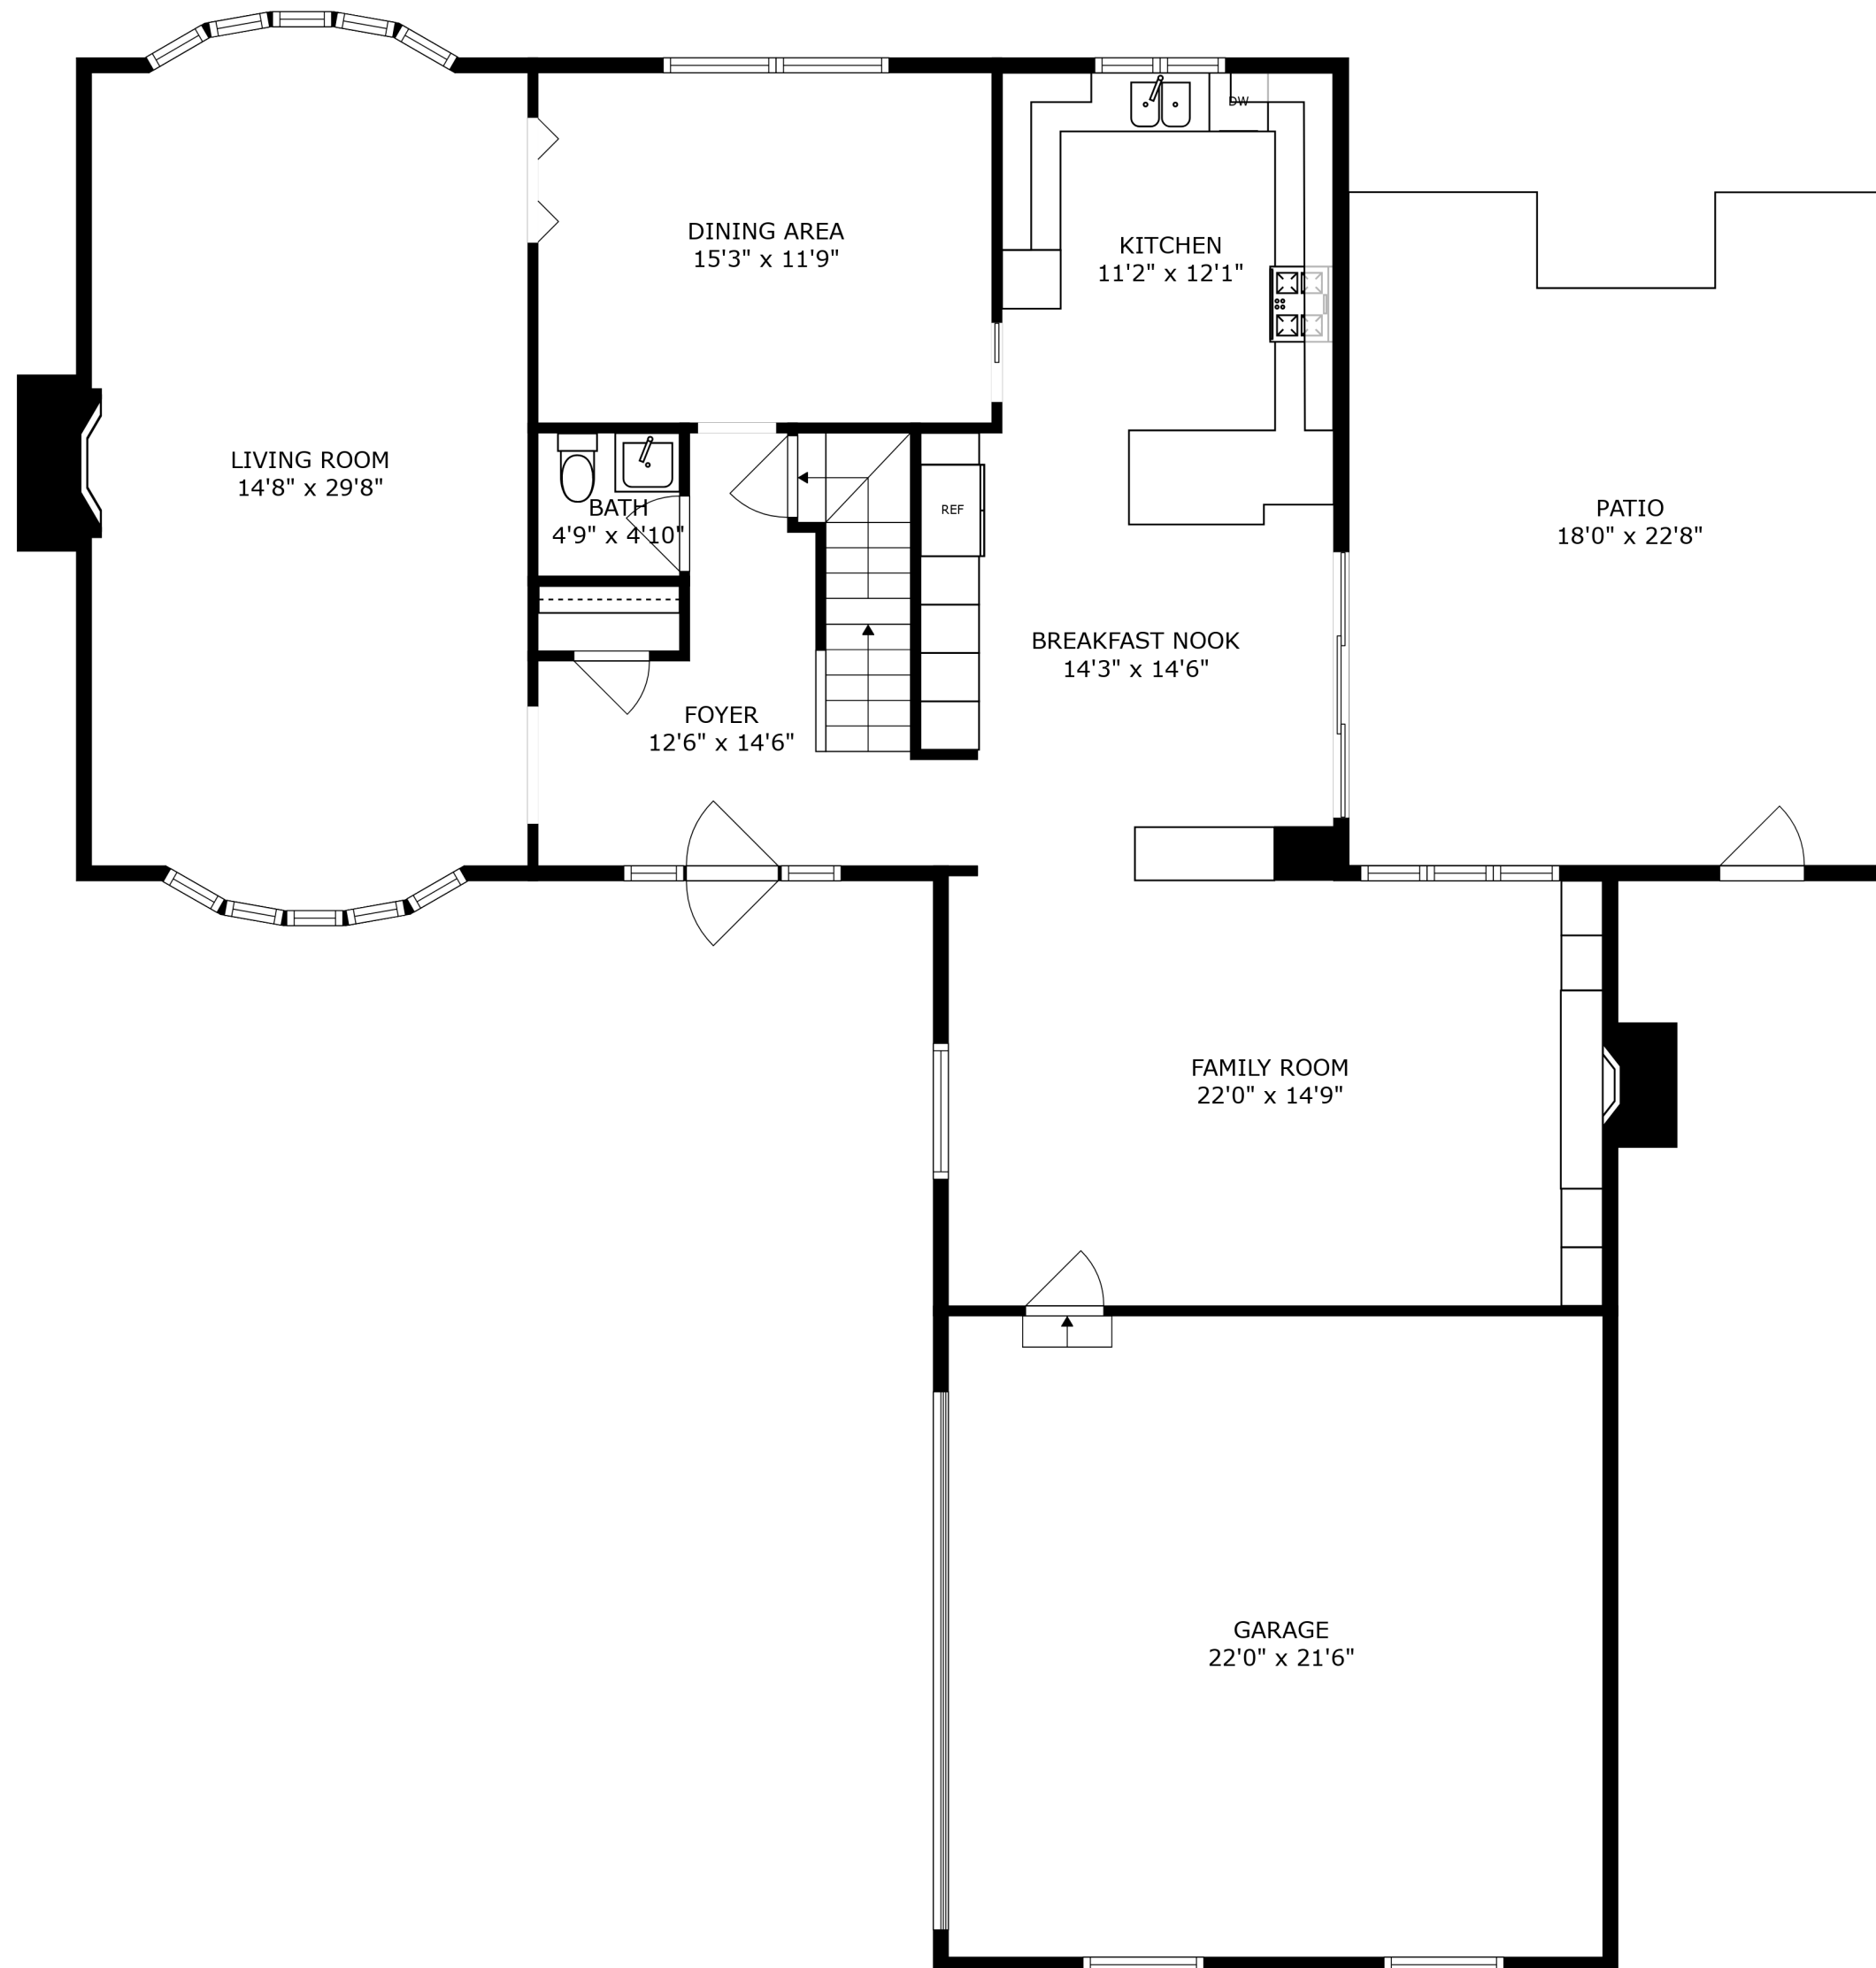 DW
DINING AREA
15'3" x 11'9"
KITCHEN
11'2" x 12'1"
LIVING ROOM
14'8" x 29'8"
BATH
4'9" x 4'10"
REF
PATIO
18'0" x 22'8"
BREAKFAST NOOK
14'3" x 14'6"
FOYER
12'6" x 14'6"
FAMILY ROOM
22'0" x 14'9"
GARAGE
22'0" x 21'6"